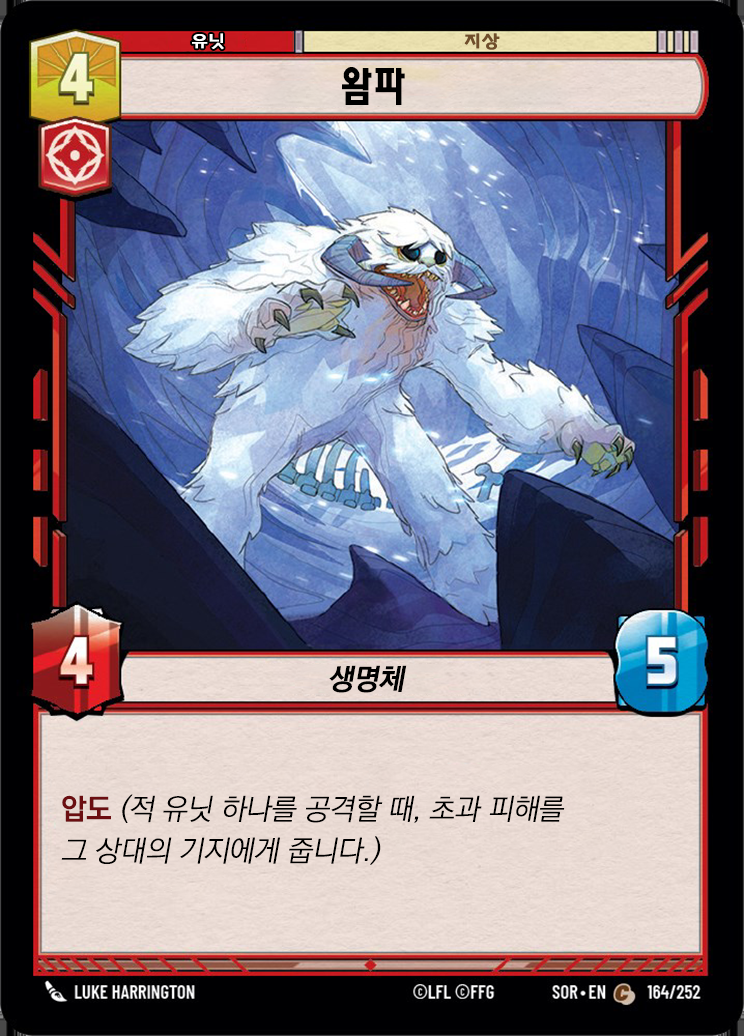 유닛
지상
4
왐파
4
생명체
5
압도 (적 유닛 하나를 공격할 때, 초과 피해를
그 상대의 기지에게 줍니다.)
LUKE HARRINGTON
©LFL ©FFG
SOR • EN C 164/252